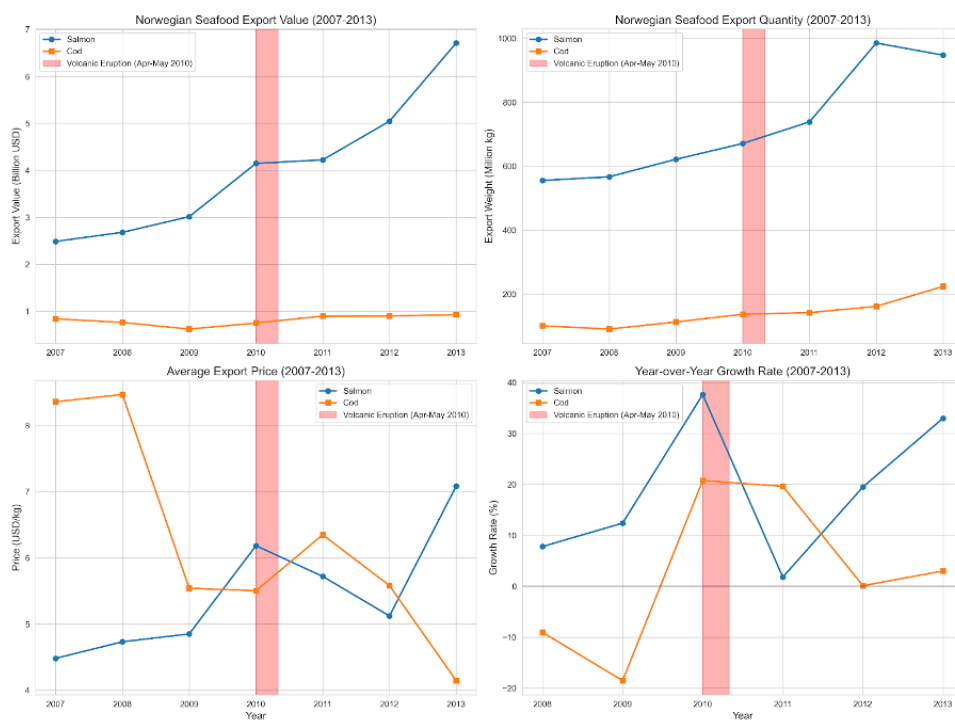 Norwegian Seafood Export Value (2007-2013)
Salmon
Cod
Volcanic Eruption (Apr-May 2010)
Export Value (Billion USD)
7
6
5
4
3
2
1
2007 2008 2009 2010 2011 2012 2013
Norwegian Seafood Export Quantity (2007-2013)
Salmon
Cod
Volcanic Eruption (Apr-May 2010)
Export Weight (Million kg)
1000
800
600
400
200
2007 2008 2009 2010 2011 2012 2013
Average Export Price (2007-2013)
Salmon
Cod
Volcanic Eruption (Apr-May 2010)
Price (USD/kg)
8
7
6
5
4
2007 2008 2009 2010 2011 2012 2013
Year
Year-over-Year Growth Rate (2007-2013)
Salmon
Cod
Volcanic Eruption (Apr-May 2010)
Growth Rate (%)
40
30
20
10
0
−10
−20
2008 2009 2010 2011 2012 2013
Year